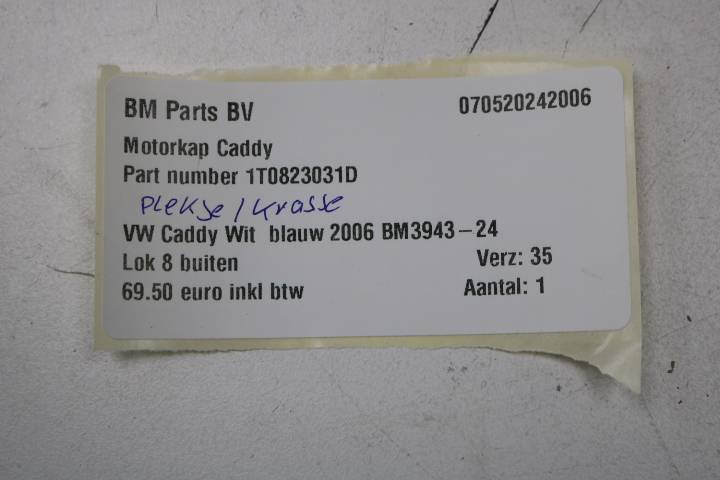 BM Parts BV 070520242006
Motorkap Caddy
Part number 1T0823031D
Plekje / Krasse
VW Caddy Wit blauw 2006 BM3943-24
Lok 8 buiten Verz: 35
69.50 euro inkl btw Aantal: 1